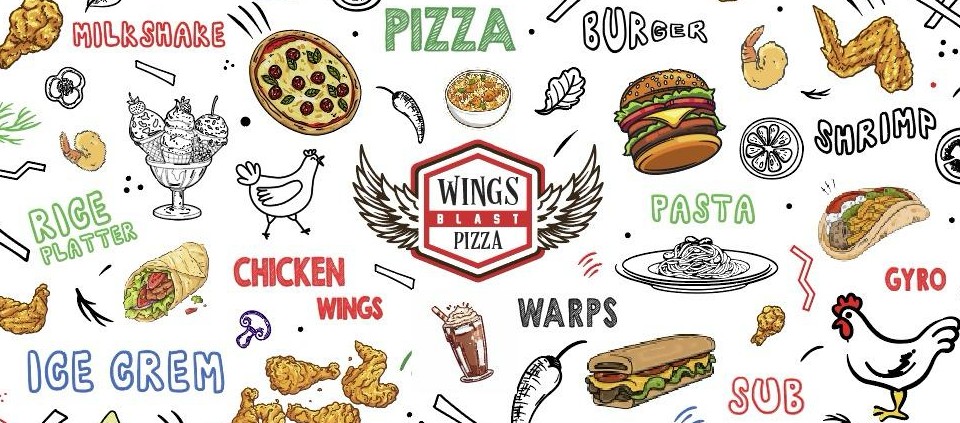 MILKSHAKE
PIZZA
BURGER
SHRIMP
RICE
PLATTER
WINGS
BLAST
PIZZA
PASTA
CHICKEN
WINGS
GYRO
WARPS
ICE CREM
SUB